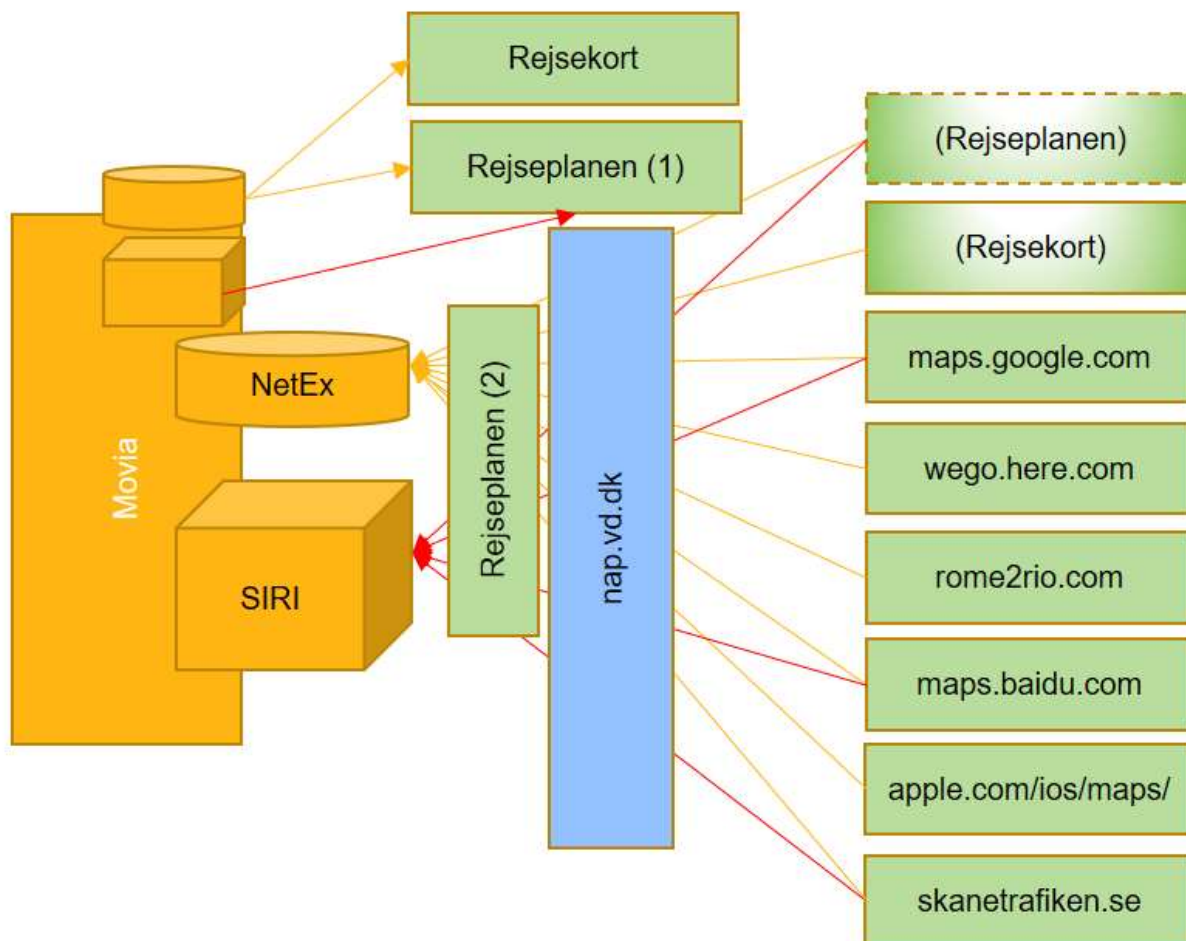 Rejsekort
Rejseplanen (1)
Movia
NetEx
SIRI
Rejseplanen (2)
nap.vd.dk
(Rejseplanen)
(Rejsekort)
maps.google.com
wego.here.com
rome2rio.com
maps.baidu.com
apple.com/ios/maps/
skanetrafiken.se